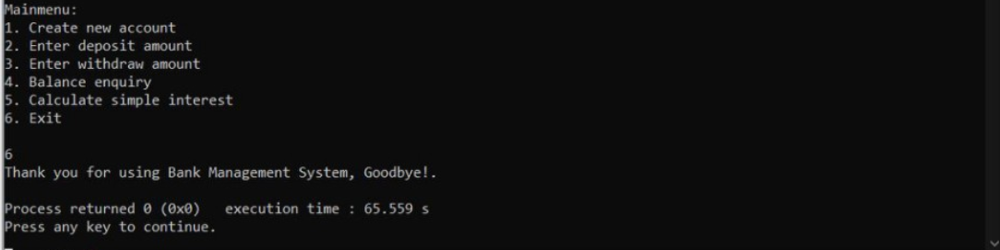 Mainmenu:
1. Create new account
2. Enter deposit amount
3. Enter withdraw amount
4. Balance enquiry
5. Calculate simple interest
6. Exit
6
Thank you for using Bank Management System, Goodbye!.
Process returned 0 (0x0)   execution time : 65.559 s
Press any key to continue.